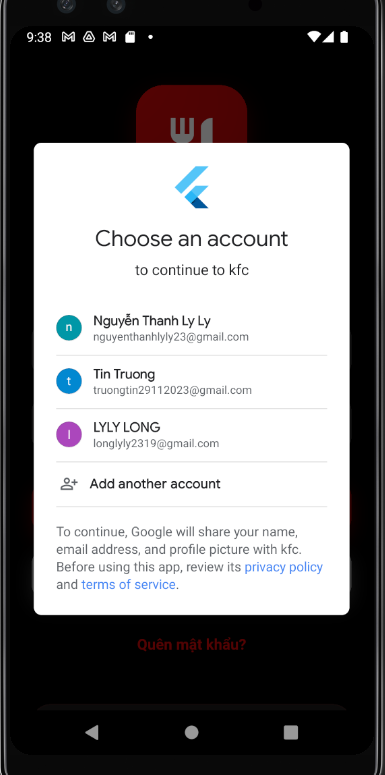 9:38
Choose an account
to continue to kfc
n
Nguyễn Thanh Ly Ly
nguyenthanhlyly23@gmail.com
t
Tin Truong
truongtin29112023@gmail.com
l
LYLY LONG
longlyly2319@gmail.com
Add another account
To continue, Google will share your name,
email address, and profile picture with kfc.
Before using this app, review its privacy policy
and terms of service.
Quên mật khẩu?